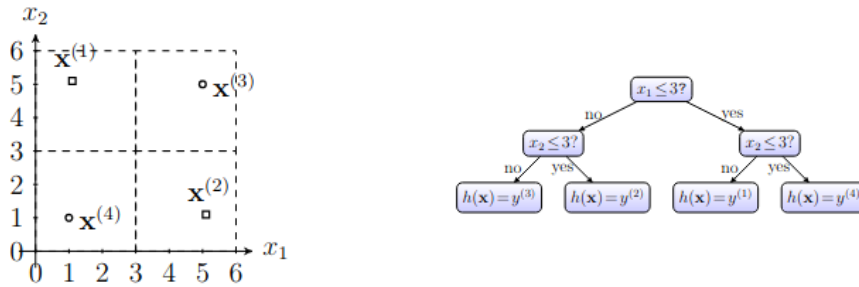 x₂
6
x⁽¹⁾
5
x⁽³⁾
4
3
2
x⁽²⁾
1
x⁽⁴⁾
0
x₁
0 1 2 3 4 5 6
x₁ ≤ 3?
no
yes
x₂ ≤ 3?
x₂ ≤ 3?
no
yes
no
yes
h(x) = y⁽³⁾
h(x) = y⁽²⁾
h(x) = y⁽¹⁾
h(x) = y⁽⁴⁾